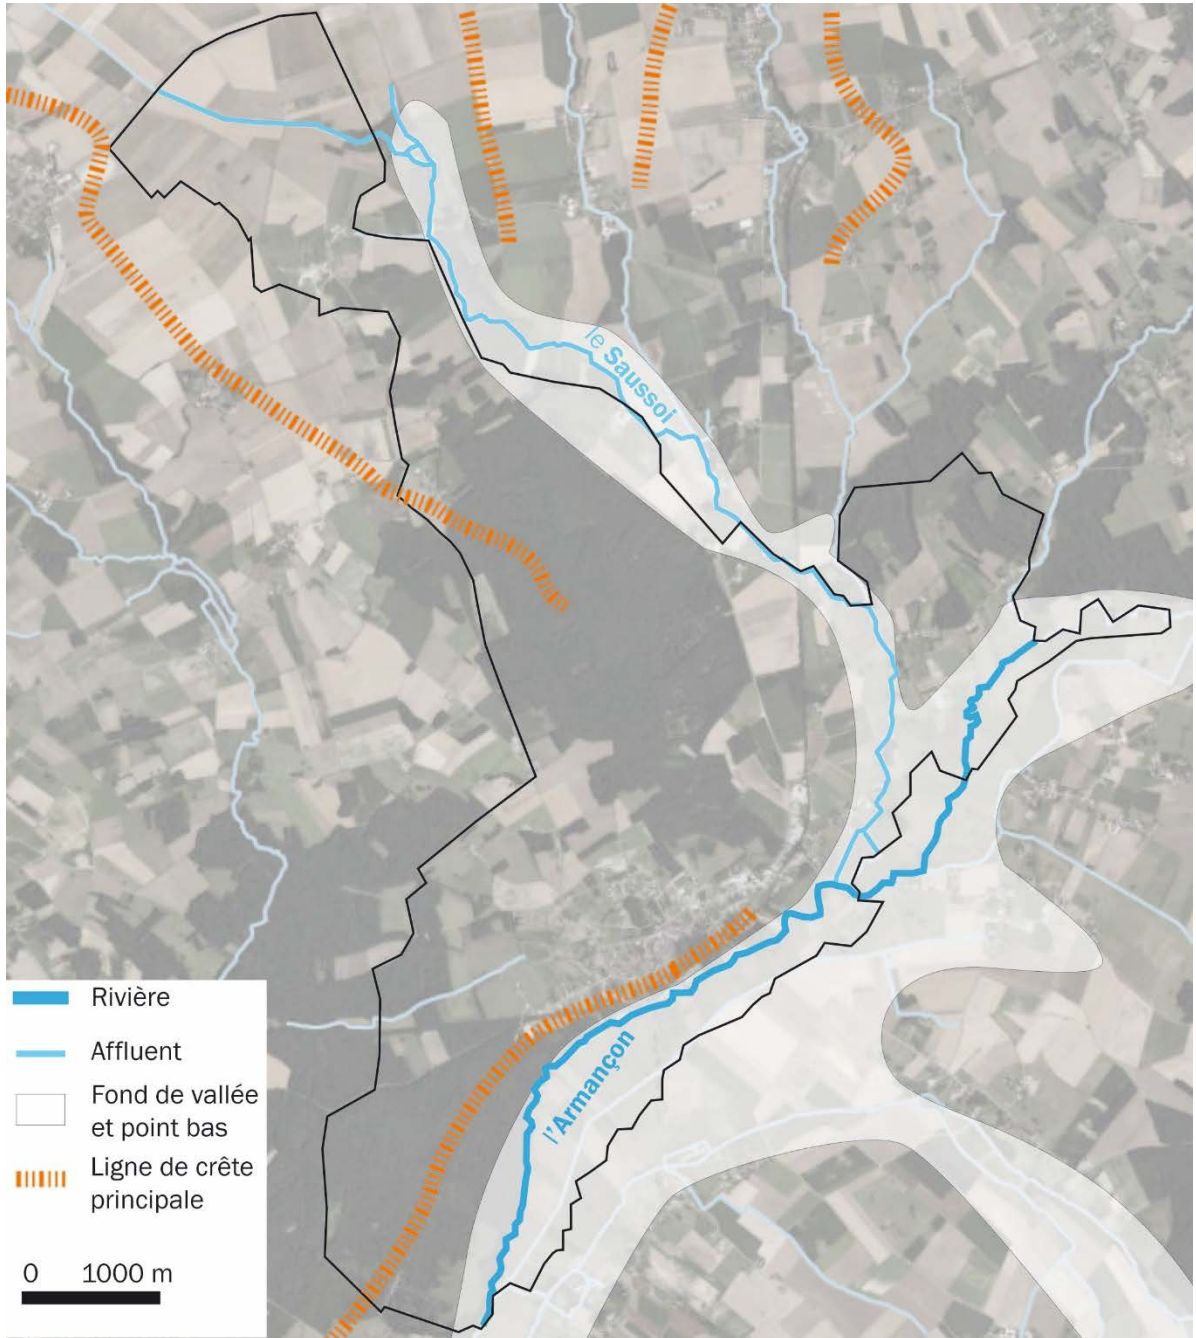 le Saussoi
l'Armançon
Rivière
Affluent
Fond de vallée
et point bas
Ligne de crête
principale
0 1000 m